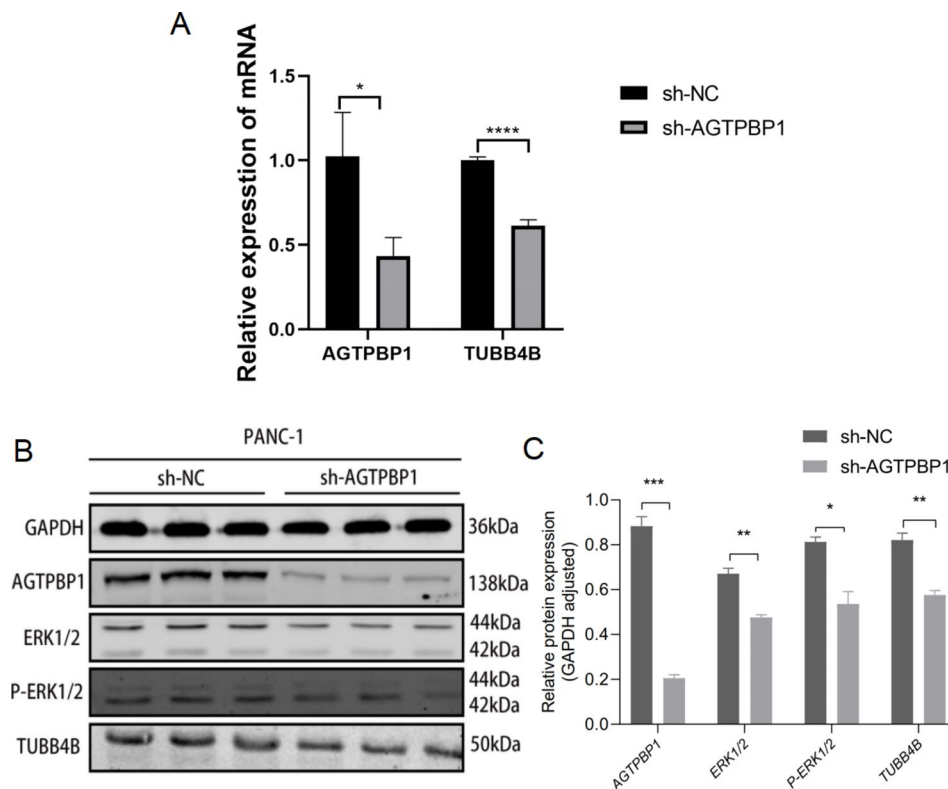 A
Relative expresstion of mRNA
1.5
1.0
0.5
0.0
*
****
AGTPBP1
TUBB4B
sh-NC
sh-AGTPBP1
B
PANC-1
sh-NC
sh-AGTPBP1
GAPDH
36kDa
AGTPBP1
138kDa
ERK1/2
44kDa
42kDa
P-ERK1/2
44kDa
42kDa
TUBB4B
50kDa
C
sh-NC
sh-AGTPBP1
Relative protein expression
(GAPDH adjusted)
1.0
0.8
0.6
0.4
0.2
0.0
***
**
*
**
AGTPBP1
ERK1/2
P-ERK1/2
TUBB4B